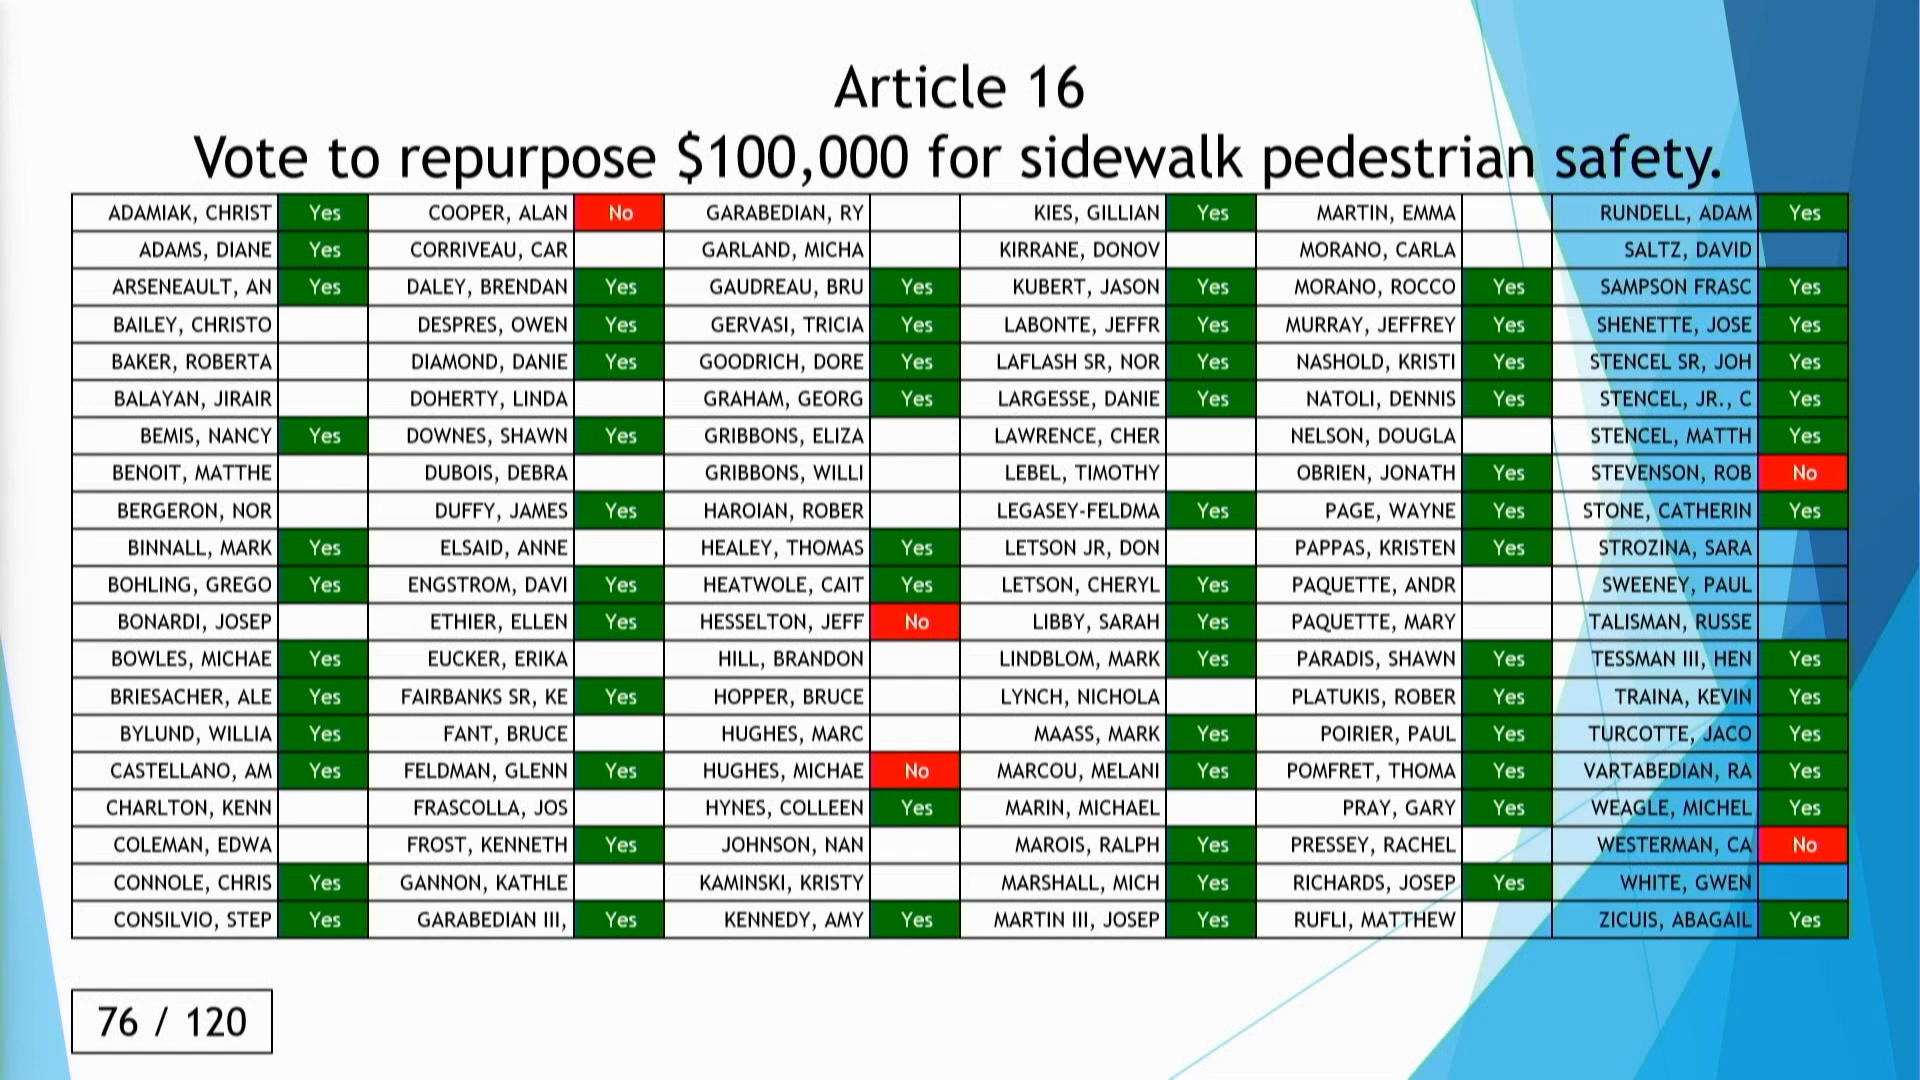 Article 16
Vote to repurpose $100,000 for sidewalk pedestrian safety.
ADAMIAK, CHRIST Yes COOPER, ALAN No GARABEDIAN, RY KIES, GILLIAN Yes MARTIN, EMMA RUNDELL, ADAM Yes
ADAMS, DIANE Yes CORRIVEAU, CAR GARLAND, MICHA KIRRANE, DONOV MORANO, CARLA SALTZ, DAVID
ARSENEAULT, AN Yes DALEY, BRENDAN Yes GAUDREAU, BRU Yes KUBERT, JASON Yes MORANO, ROCCO Yes SAMPSON FRASC Yes
BAILEY, CHRISTO DESPRES, OWEN Yes GERVASI, TRICIA Yes LABONTE, JEFFR Yes MURRAY, JEFFREY Yes SHENETTE, JOSE Yes
BAKER, ROBERTA DIAMOND, DANIE Yes GOODRICH, DORE Yes LAFLASH SR, NOR Yes NASHOLD, KRISTI Yes STENCEL SR, JOH Yes
BALAYAN, JIRAIR DOHERTY, LINDA GRAHAM, GEORG Yes LARGESSE, DANIE Yes NATOLI, DENNIS Yes STENCEL, JR., C Yes
BEMIS, NANCY Yes DOWNES, SHAWN Yes GRIBBONS, ELIZA LAWRENCE, CHER NELSON, DOUGLA STENCEL, MATTH Yes
BENOIT, MATTHE DUBOIS, DEBRA GRIBBONS, WILLI LEBEL, TIMOTHY OBRIEN, JONATH Yes STEVENSON, ROB No
BERGERON, NOR DUFFY, JAMES Yes HAROIAN, ROBER LEGASEY-FELDMA Yes PAGE, WAYNE Yes STONE, CATHERIN Yes
BINNALL, MARK Yes ELSAID, ANNE HEALEY, THOMAS Yes LETSON JR, DON PAPPAS, KRISTEN Yes STROZINA, SARA
BOHLING, GREGO Yes ENGSTROM, DAVI Yes HEATWOLE, CAIT Yes LETSON, CHERYL Yes PAQUETTE, ANDR SWEENEY, PAUL
BONARDI, JOSEP ETHIER, ELLEN Yes HESSELTON, JEFF No LIBBY, SARAH Yes PAQUETTE, MARY TALISMAN, RUSSE
BOWLES, MICHAE Yes EUCKER, ERIKA HILL, BRANDON LINDBLOM, MARK Yes PARADIS, SHAWN Yes TESSMAN III, HEN Yes
BRIESACHER, ALE Yes FAIRBANKS SR, KE Yes HOPPER, BRUCE LYNCH, NICHOLA PLATUKIS, ROBER Yes TRAINA, KEVIN Yes
BYLUND, WILLIA Yes FANT, BRUCE HUGHES, MARC MAASS, MARK Yes POIRIER, PAUL Yes TURCOTTE, JACO Yes
CASTELLANO, AM Yes FELDMAN, GLENN Yes HUGHES, MICHAE No MARCOU, MELANI Yes POMFRET, THOMA Yes VARTABEDIAN, RA Yes
CHARLTON, KENN FRASCOLLA, JOS HYNES, COLLEEN Yes MARIN, MICHAEL PRAY, GARY Yes WEAGLE, MICHEL Yes
COLEMAN, EDWA FROST, KENNETH Yes JOHNSON, NAN MAROIS, RALPH Yes PRESSEY, RACHEL WESTERMAN, CA No
CONNOLE, CHRIS Yes GANNON, KATHLE KAMINSKI, KRISTY MARSHALL, MICH Yes RICHARDS, JOSEP Yes WHITE, GWEN
CONSILVIO, STEP Yes GARABEDIAN III, Yes KENNEDY, AMY Yes MARTIN III, JOSEP Yes RUFLI, MATTHEW ZICUIS, ABAGAIL Yes
76 / 120